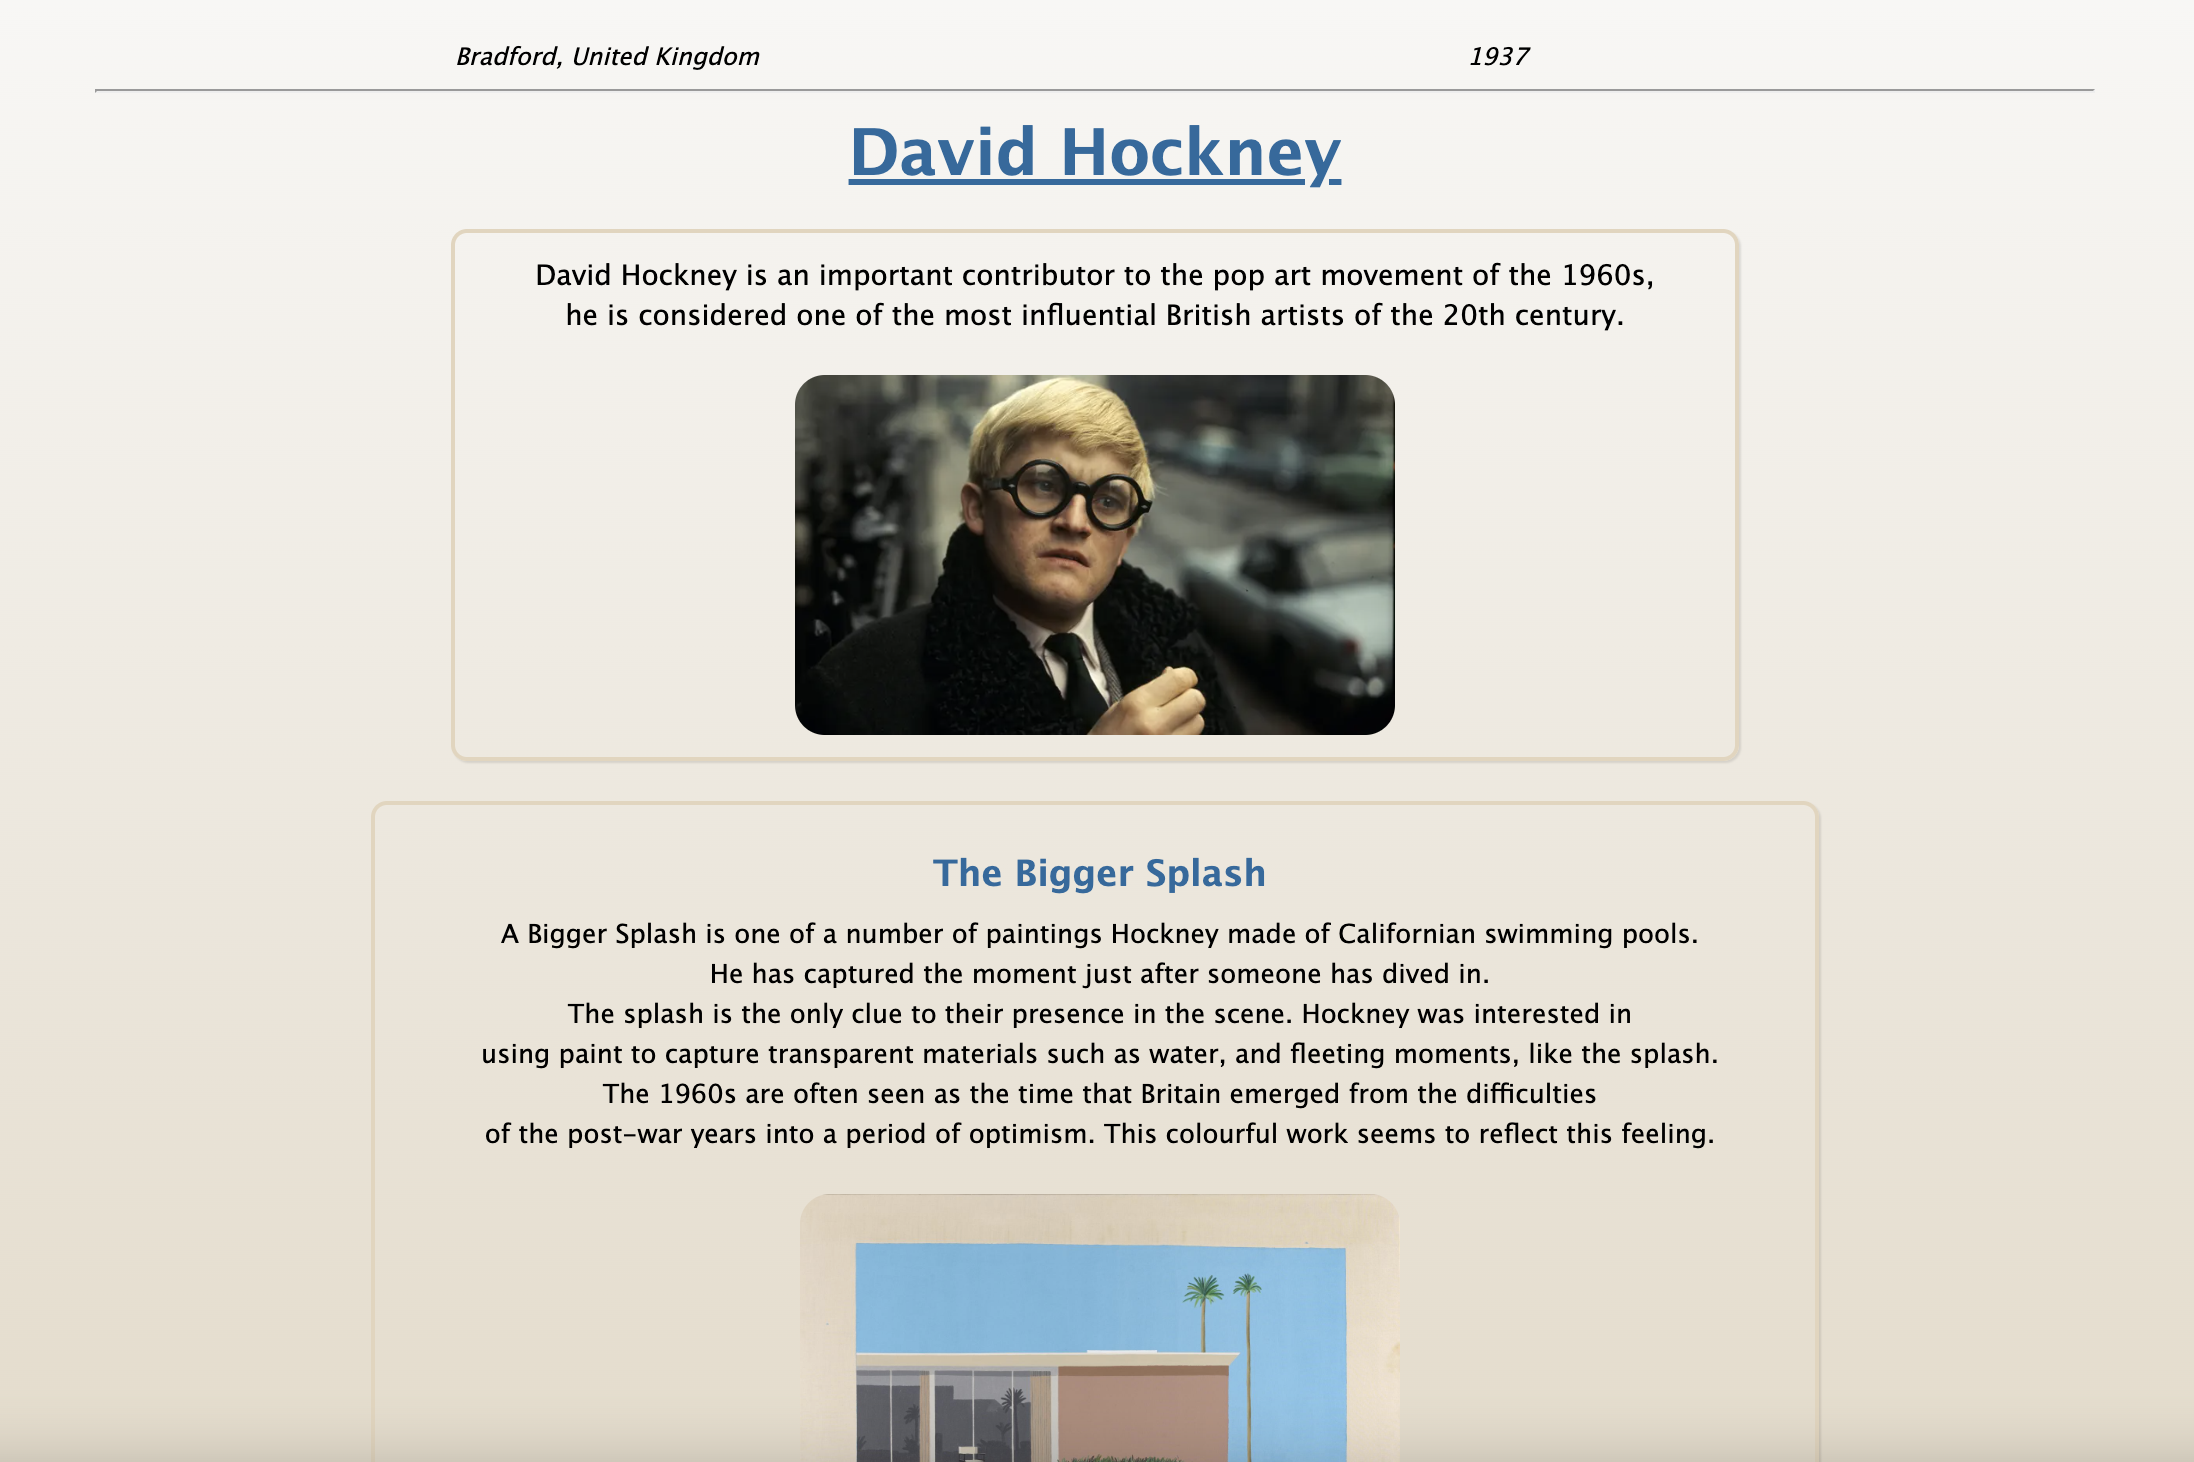 Bradford, United Kingdom
1937
David Hockney
David Hockney is an important contributor to the pop art movement of the 1960s,
he is considered one of the most influential British artists of the 20th century.
The Bigger Splash
A Bigger Splash is one of a number of paintings Hockney made of Californian swimming pools.
He has captured the moment just after someone has dived in.
The splash is the only clue to their presence in the scene. Hockney was interested in
using paint to capture transparent materials such as water, and fleeting moments, like the splash.
The 1960s are often seen as the time that Britain emerged from the difficulties
of the post-war years into a period of optimism. This colourful work seems to reflect this feeling.